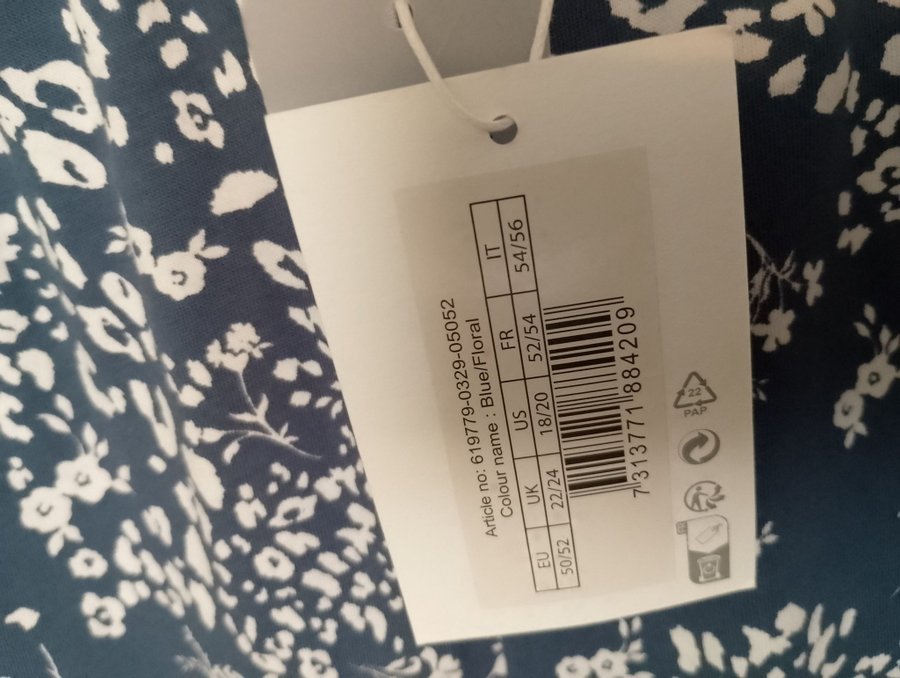 Article no: 619779-0329-05052
Colour name : Blue/Floral
EU UK US FR IT
50/52 22/24 18/20 52/54 54/56
7 313771 884209
22
PAP